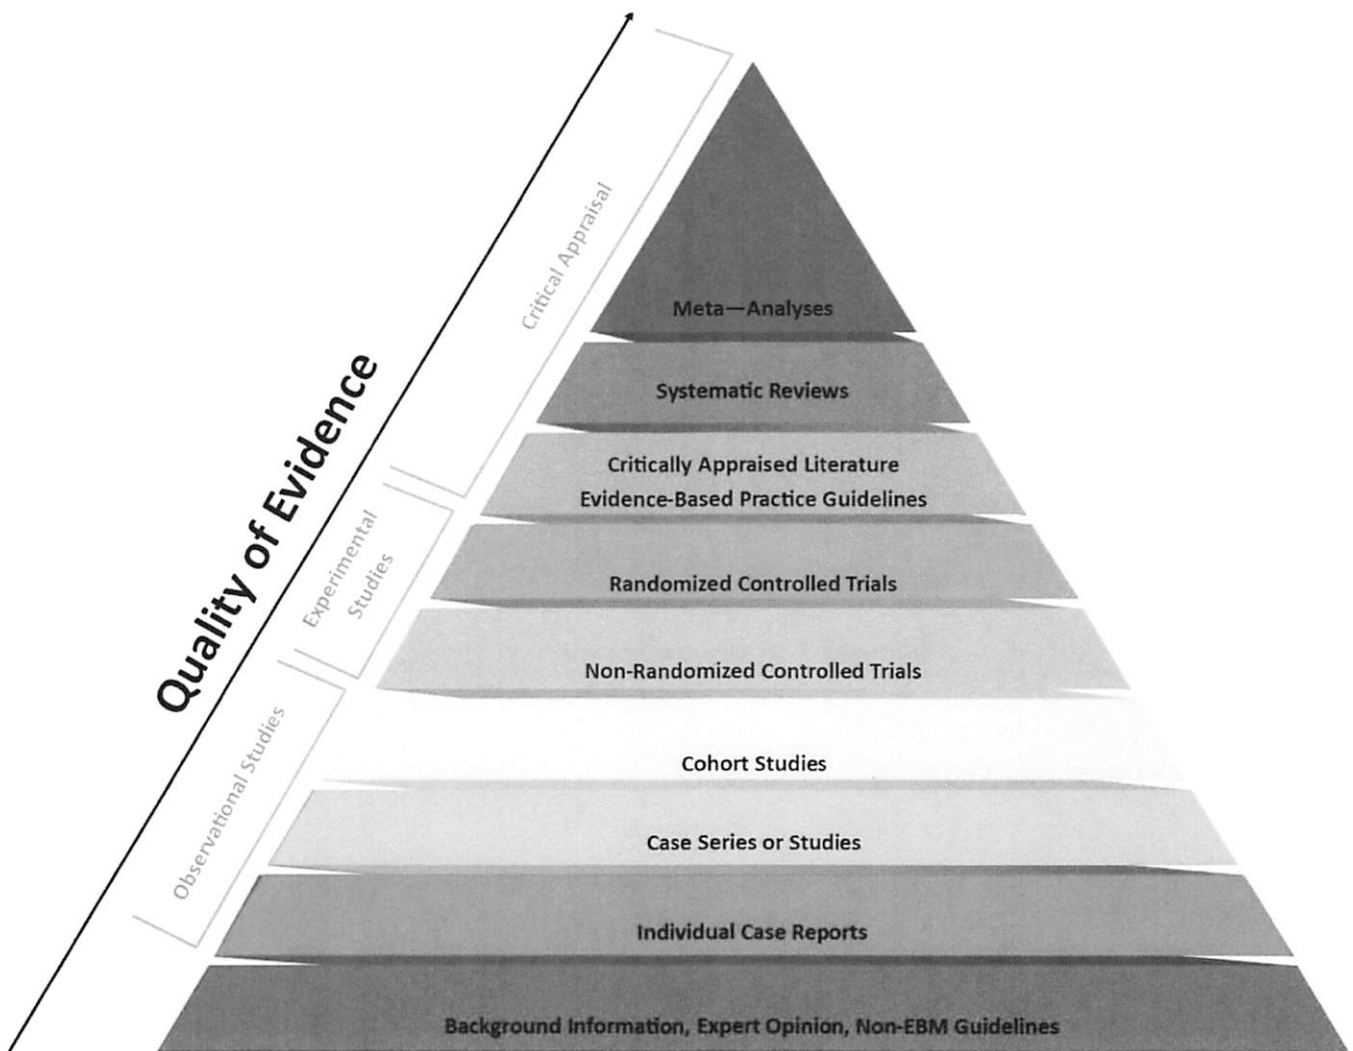 Quality of Evidence
Critical Appraisal
Experimental
Studies
Observational Studies
Meta—Analyses
Systematic Reviews
Critically Appraised Literature
Evidence-Based Practice Guidelines
Randomized Controlled Trials
Non-Randomized Controlled Trials
Cohort Studies
Case Series or Studies
Individual Case Reports
Background Information, Expert Opinion, Non-EBM Guidelines